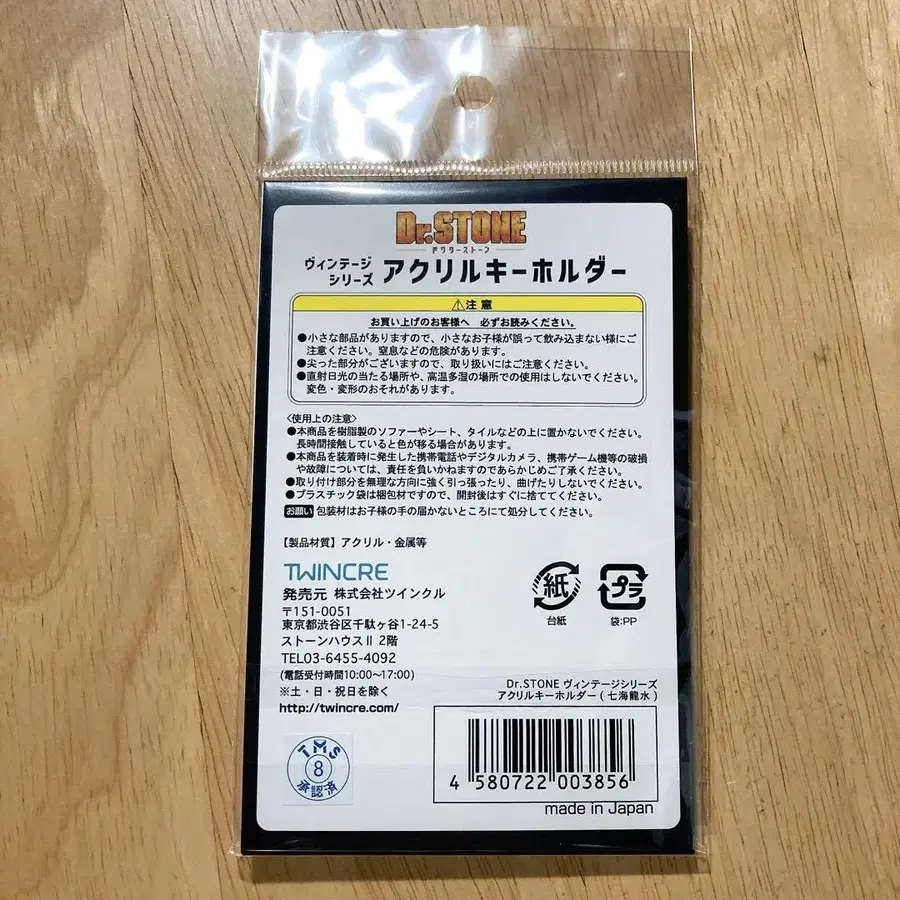 Dr.STONE
ドクターストーン
ヴィンテージ
シリーズ アクリルキーホルダー
⚠注意
お買い上げのお客様へ 必ずお読みください。
●小さな部品がありますので、小さなお子様が誤って飲み込まない様にご
注意ください。窒息などの危険があります。
●尖った部分がございますので、取り扱いにはご注意ください。
●直射日光の当たる場所や、高温多湿の場所での使用はしないでください。
変色・変形のおそれがあります。
〈使用上の注意〉
●本商品を樹脂製のソファーやシート、タイルなどの上に置かないでください。
長時間接触していると色が移る場合があります。
●本商品を装着時に発生した携帯電話やデジタルカメラ、携帯ゲーム機等の破損
や故障については、責任を負いかねますのであらかじめご了承ください。
●取り付け部分を無理な方向に強く引っ張ったり、曲げたりしないでください。
●プラスチック袋は梱包材ですので、開封後はすぐに捨ててください。
お願い 包装材はお子様の手の届かないところにて処分してください。
【製品材質】アクリル・金属等
TWINCRE
発売元 株式会社ツインクル
〒151-0051
東京都渋谷区千駄ヶ谷1-24-5
ストーンハウスⅡ 2階
TEL03-6455-4092
(電話受付時間10:00〜17:00)
※土・日・祝日を除く
http://twincre.com/
紙
台紙
プラ
袋:PP
Dr.STONE ヴィンテージシリーズ
アクリルキーホルダー ( 七海龍水 )
4 580722 003856
made in Japan
TMS
8
承認済